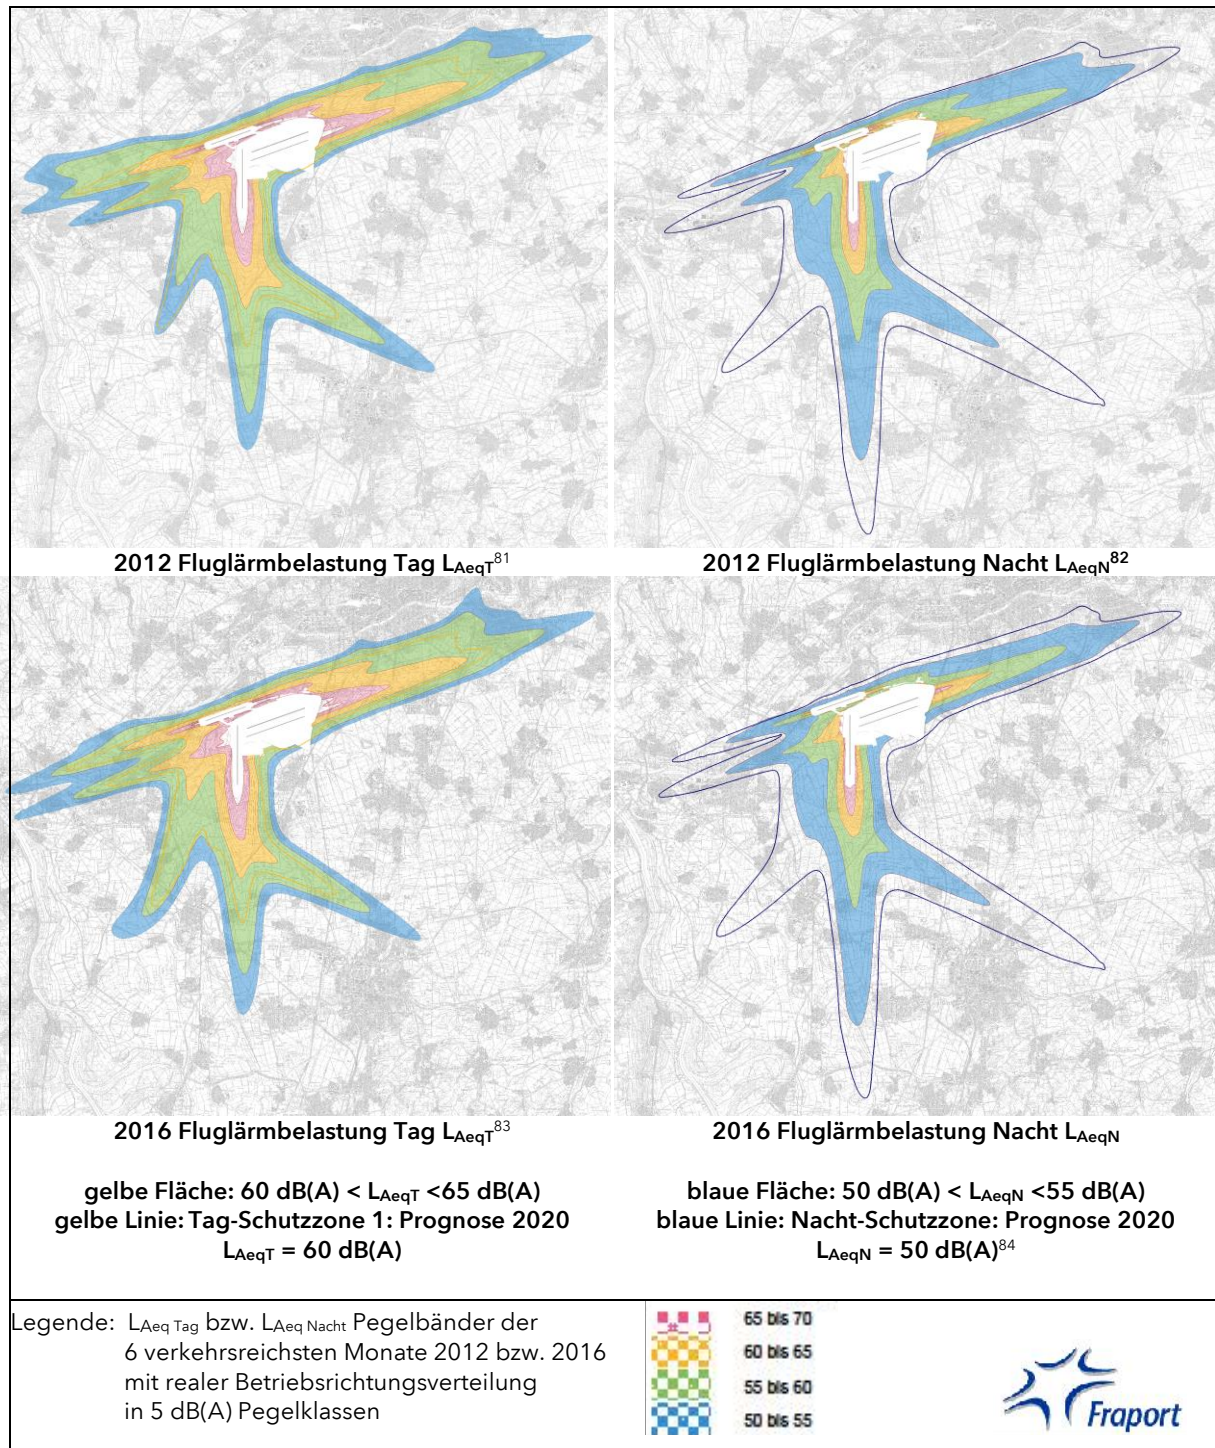 2012 Fluglärmbelastung Tag LAeqT81
2012 Fluglärmbelastung Nacht LAeqN82
2016 Fluglärmbelastung Tag LAeqT83
2016 Fluglärmbelastung Nacht LAeqN
gelbe Fläche: 60 dB(A) < LAeqT <65 dB(A)
gelbe Linie: Tag-Schutzzone 1: Prognose 2020
LAeqT = 60 dB(A)
blaue Fläche: 50 dB(A) < LAeqN <55 dB(A)
blaue Linie: Nacht-Schutzzone: Prognose 2020
LAeqN = 50 dB(A)84
Legende: LAeq Tag bzw. LAeq Nacht Pegelbänder der
6 verkehrsreichsten Monate 2012 bzw. 2016
mit realer Betriebsrichtungsverteilung
in 5 dB(A) Pegelklassen
65 bis 70
60 bis 65
55 bis 60
50 bis 55
Fraport